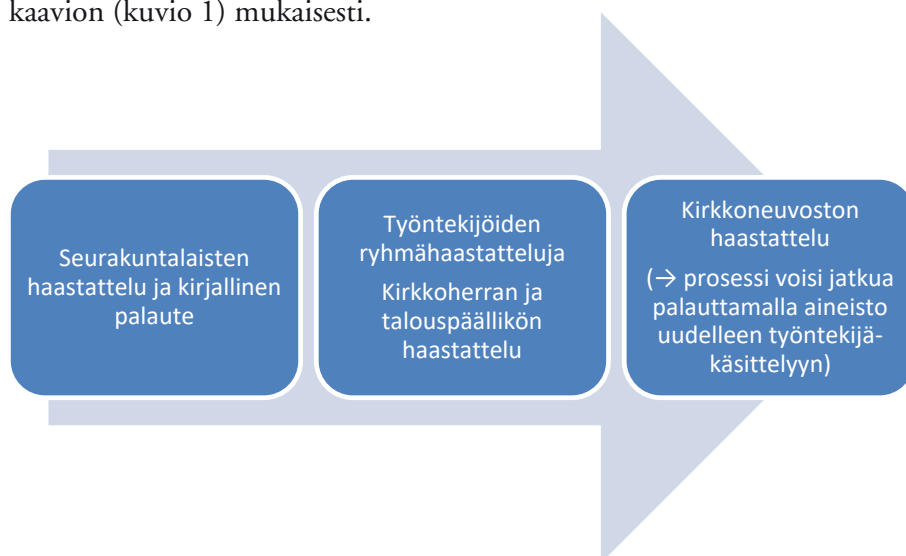 kaavion (kuvio 1) mukaisesti.
Seurakuntalaisten
haastattelu ja kirjallinen
palaute
Työntekijöiden
ryhmähaastatteluja
Kirkkoherran ja
talouspäällikön
haastattelu
Kirkkoneuvoston
haastattelu
(→ prosessi voisi jatkua
palauttamalla aineisto
uudelleen työntekijä-
käsittelyyn)